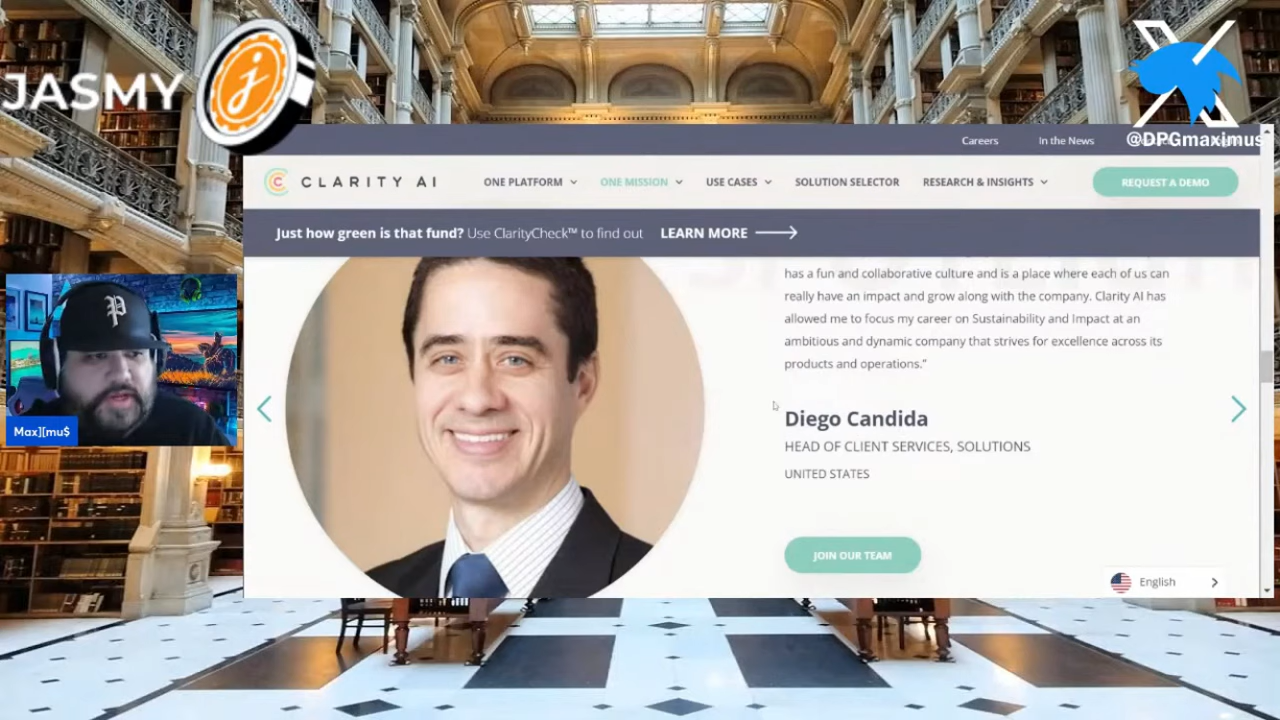 JASMY
@DPGmaximus
Careers
In the News
CLARITY AI
ONE PLATFORM
ONE MISSION
USE CASES
SOLUTION SELECTOR
RESEARCH & INSIGHTS
REQUEST A DEMO
Just how green is that fund? Use ClarityCheck™ to find out LEARN MORE
has a fun and collaborative culture and is a place where each of us can
really have an impact and grow along with the company. Clarity AI has
allowed me to focus my career on Sustainability and Impact at an
ambitious and dynamic company that strives for excellence across its
products and operations.”
Max][mu$
Diego Candida
HEAD OF CLIENT SERVICES, SOLUTIONS
UNITED STATES
JOIN OUR TEAM
English